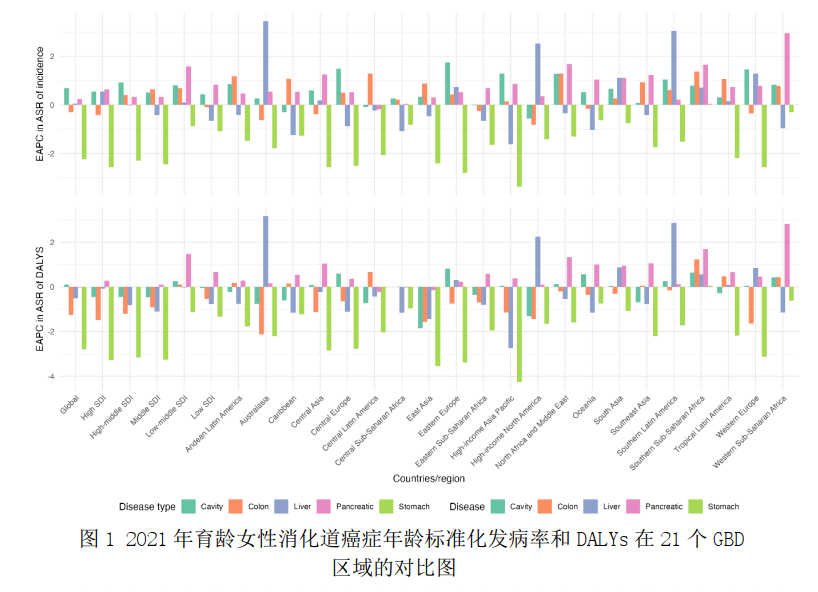 EAPC in ASR of incidence
2
0
-2
EAPC in ASR of DALYS
2
0
-2
-4
Global
High SDI
High-middle SDI
Middle SDI
Low-middle SDI
Low SDI
Andean Latin America
Australasia
Caribbean
Central Asia
Central Europe
Central Latin America
Central Sub-Saharan Africa
East Asia
Eastern Europe
Eastern Sub-Saharan Africa
High-income Asia Pacific
High-income North America
North Africa and Middle East
Oceania
South Asia
Southeast Asia
Southern Latin America
Southern Sub-Saharan Africa
Tropical Latin America
Western Europe
Western Sub-Saharan Africa
Countries/region
Disease type Cavity Colon Liver Pancreatic Stomach Disease Cavity Colon Liver Pancreatic Stomach
图 1 2021 年育龄女性消化道癌症年龄标准化发病率和 DALYs 在 21 个 GBD
区域的对比图